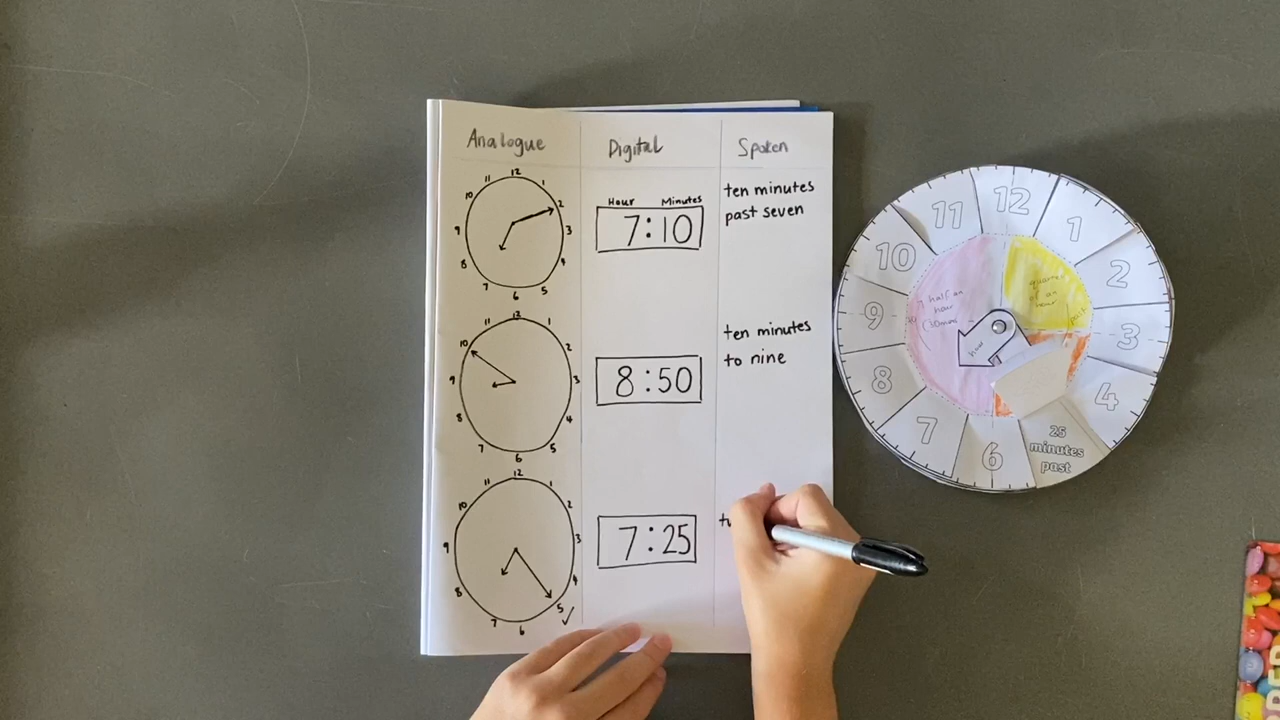 Analogue Digital Spoken
12
11 1
10 2
9 3
8 4
7 5
6
Hour Minutes
7:10
ten minutes
past seven
12
11 1
10 2
9 3
8 4
7 5
6
8:50
ten minutes
to nine
12
11 1
10 2
9 3
8 4
7 5
6
7:25
12
11 1
10 2
9 3
8 4
7
6
25
minutes
past
quarter
of an
hour
past
half an
hour
hour